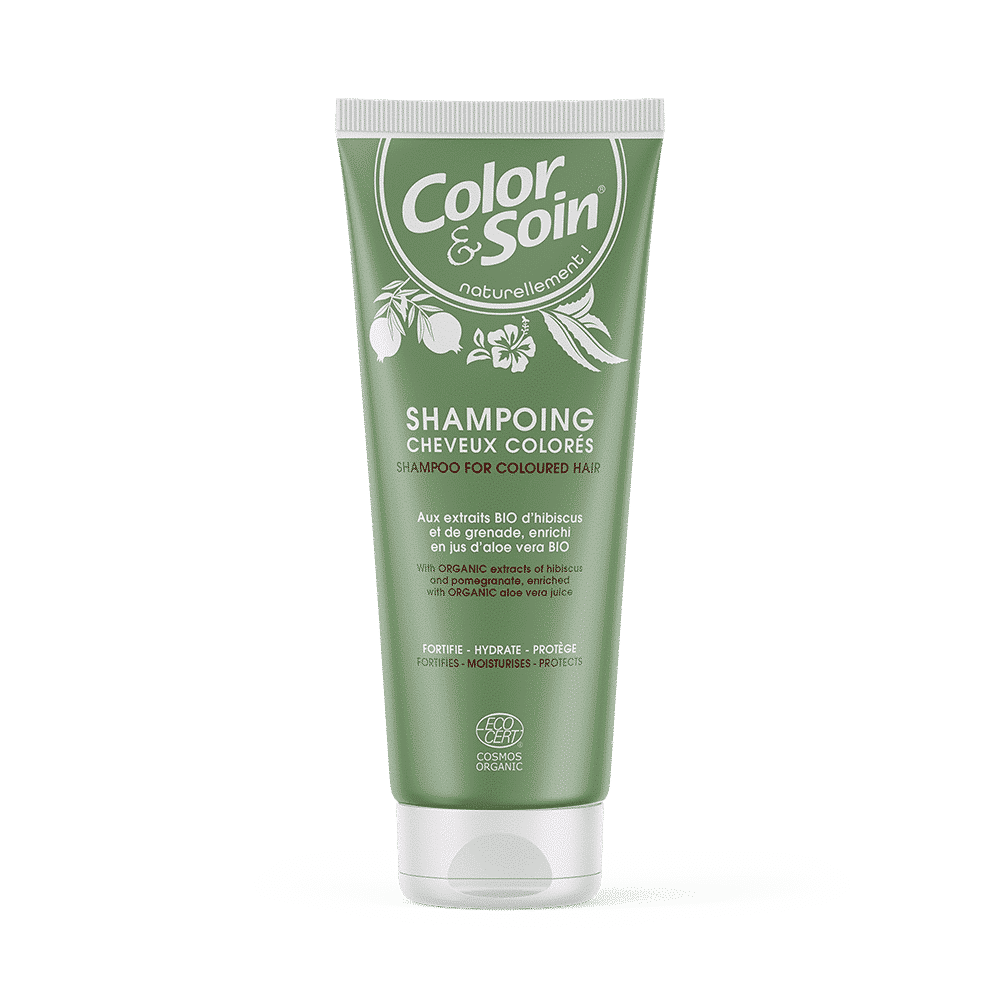 Color
& Soin®
naturellement !
SHAMPOING
CHEVEUX COLORÉS
SHAMPOO FOR COLOURED HAIR
Aux extraits BIO d'hibiscus
et de grenade, enrichi
en jus d'aloe vera BIO
With ORGANIC extracts of hibiscus
and pomegranate, enriched
with ORGANIC aloe vera juice
FORTIFIE - HYDRATE - PROTÈGE
FORTIFIES - MOISTURISES - PROTECTS
ECO
CERT®
COSMOS
ORGANIC